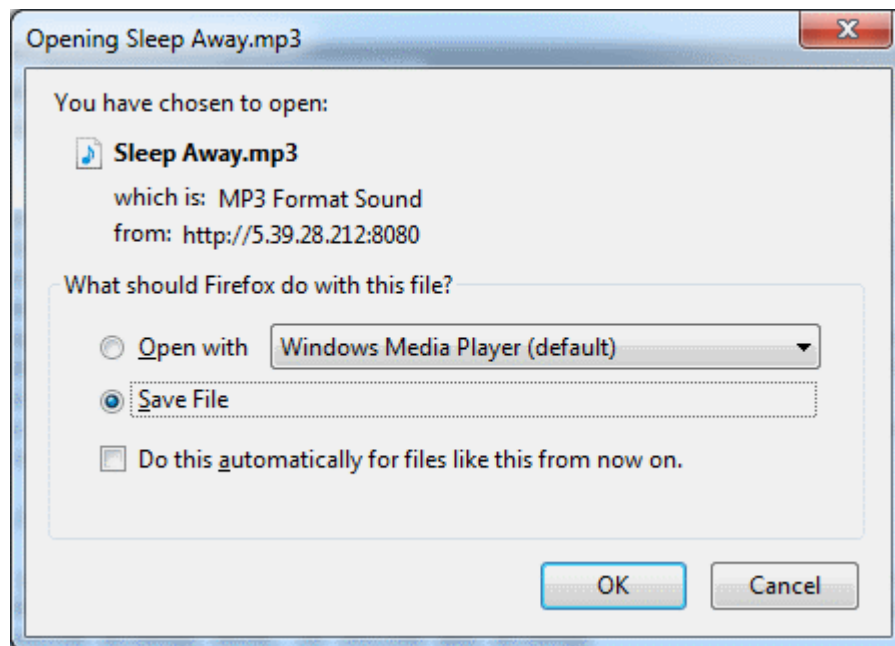 Opening Sleep Away.mp3
You have chosen to open:
Sleep Away.mp3
which is: MP3 Format Sound
from: http://5.39.28.212:8080
What should Firefox do with this file?
Open with Windows Media Player (default)
Save File
Do this automatically for files like this from now on.
OK Cancel